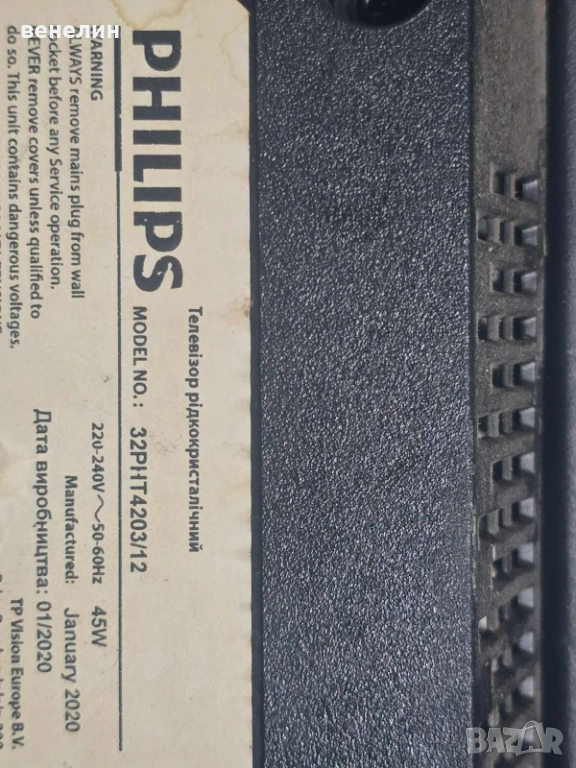 венелин
PHILIPS
Телевізор рідкокристалічний
MODEL NO.: 32PHT4203/12
220-240V~50-60Hz 45W
Manufactured: January 2020
Дата виробництва: 01/2020
TP Vision Europe B.V.
WARNING
ALWAYS remove mains plug from wall
socket before any Service operation.
NEVER remove covers unless qualified to
do so. This unit contains dangerous voltages.
BAZAR